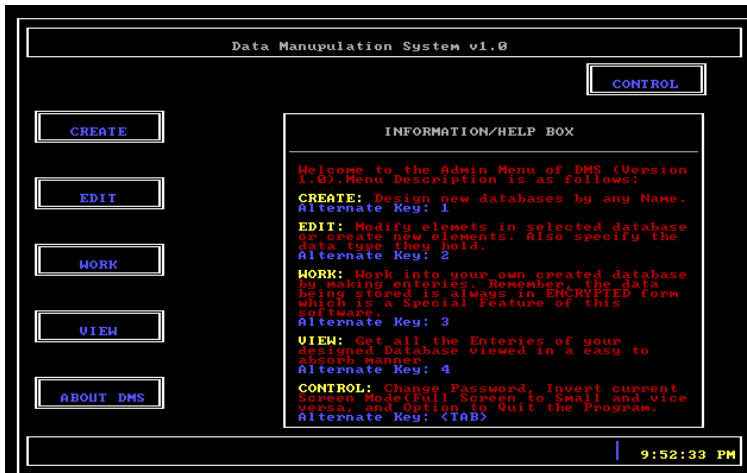 Data Manupulation System v1.0
CONTROL
CREATE
EDIT
WORK
VIEW
ABOUT DMS
INFORMATION/HELP BOX
Welcome to the Admin Menu of DMS (Version
1.0).Menu Description is as follows:
CREATE: Design new databases by any Name.
Alternate Key: 1
EDIT: Modify elemets in selected database
or create new elements. Also specify the
data type they hold.
Alternate Key: 2
WORK: Work into your own created database
by making enteries. Remember, the data
being stored is always in ENCRYPTED form
which is a Special Feature of this
software.
Alternate Key: 3
VIEW: Get all the Enteries of your
designed Database viewed in a easy to
absorb manner
Alternate Key: 4
CONTROL: Change Password, Invert current
Screen Mode(Full Screen to Small and vice
versa, and Option to Quit the Program.
Alternate Key: <TAB>
9:52:33 PM